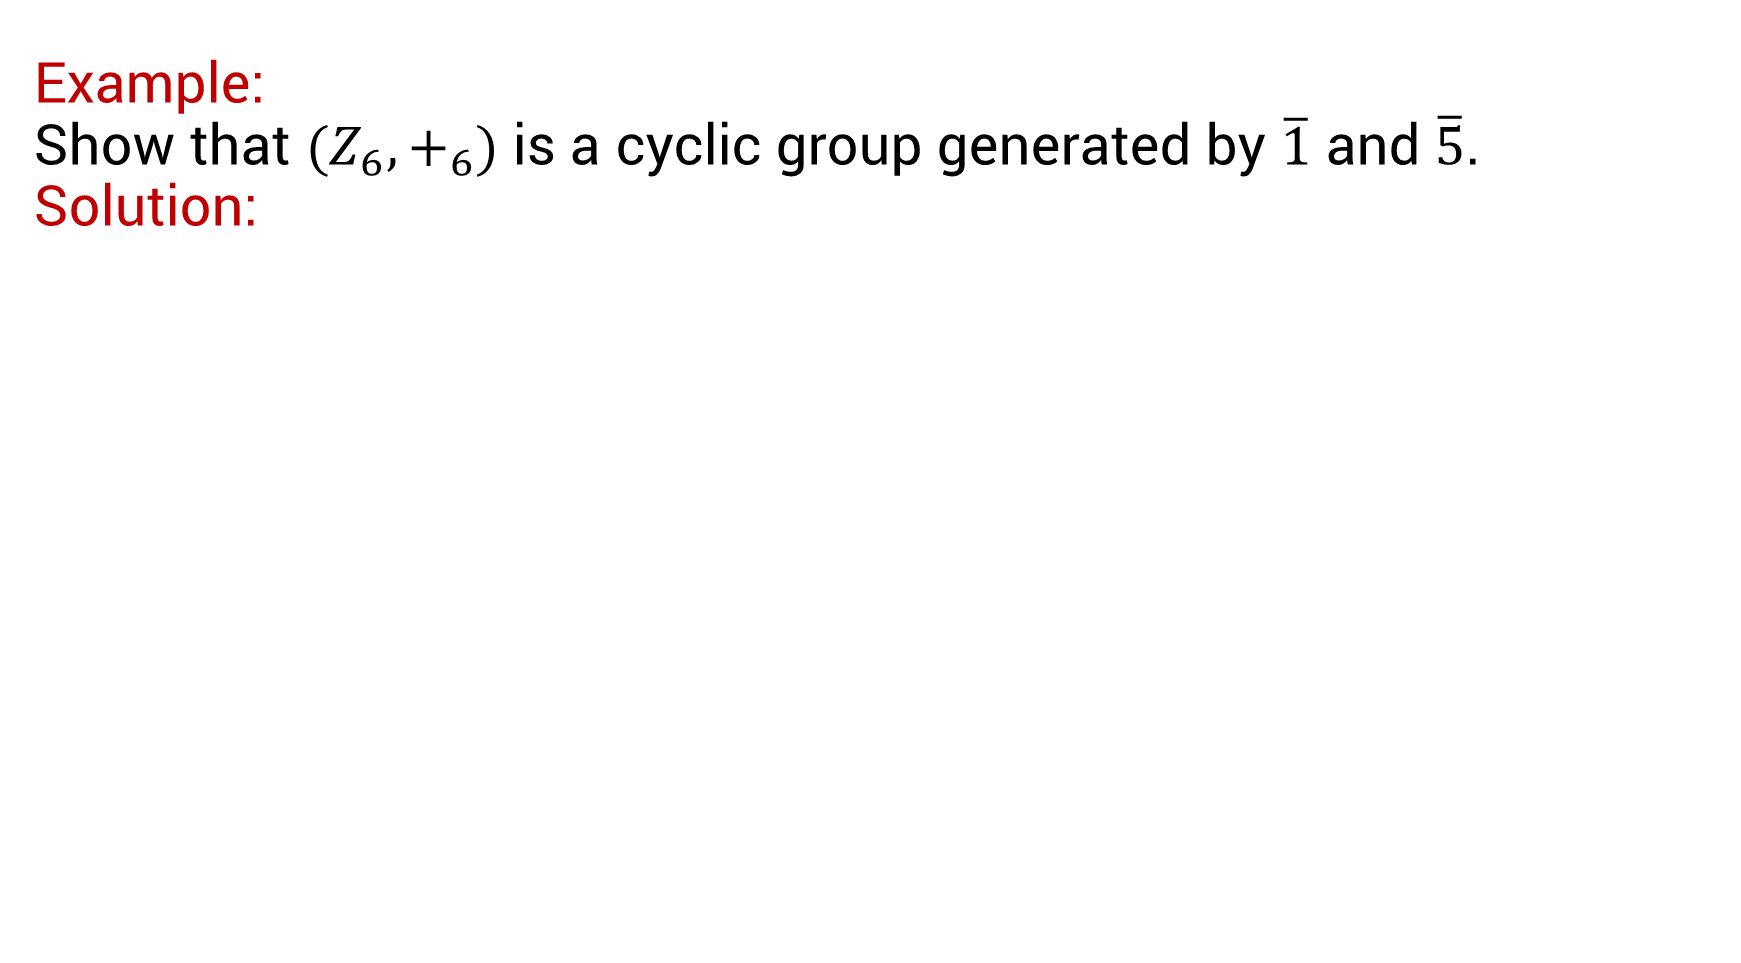 Example:
Show that (Z₆, +₆) is a cyclic group generated by 1̅ and 5̅.
Solution: